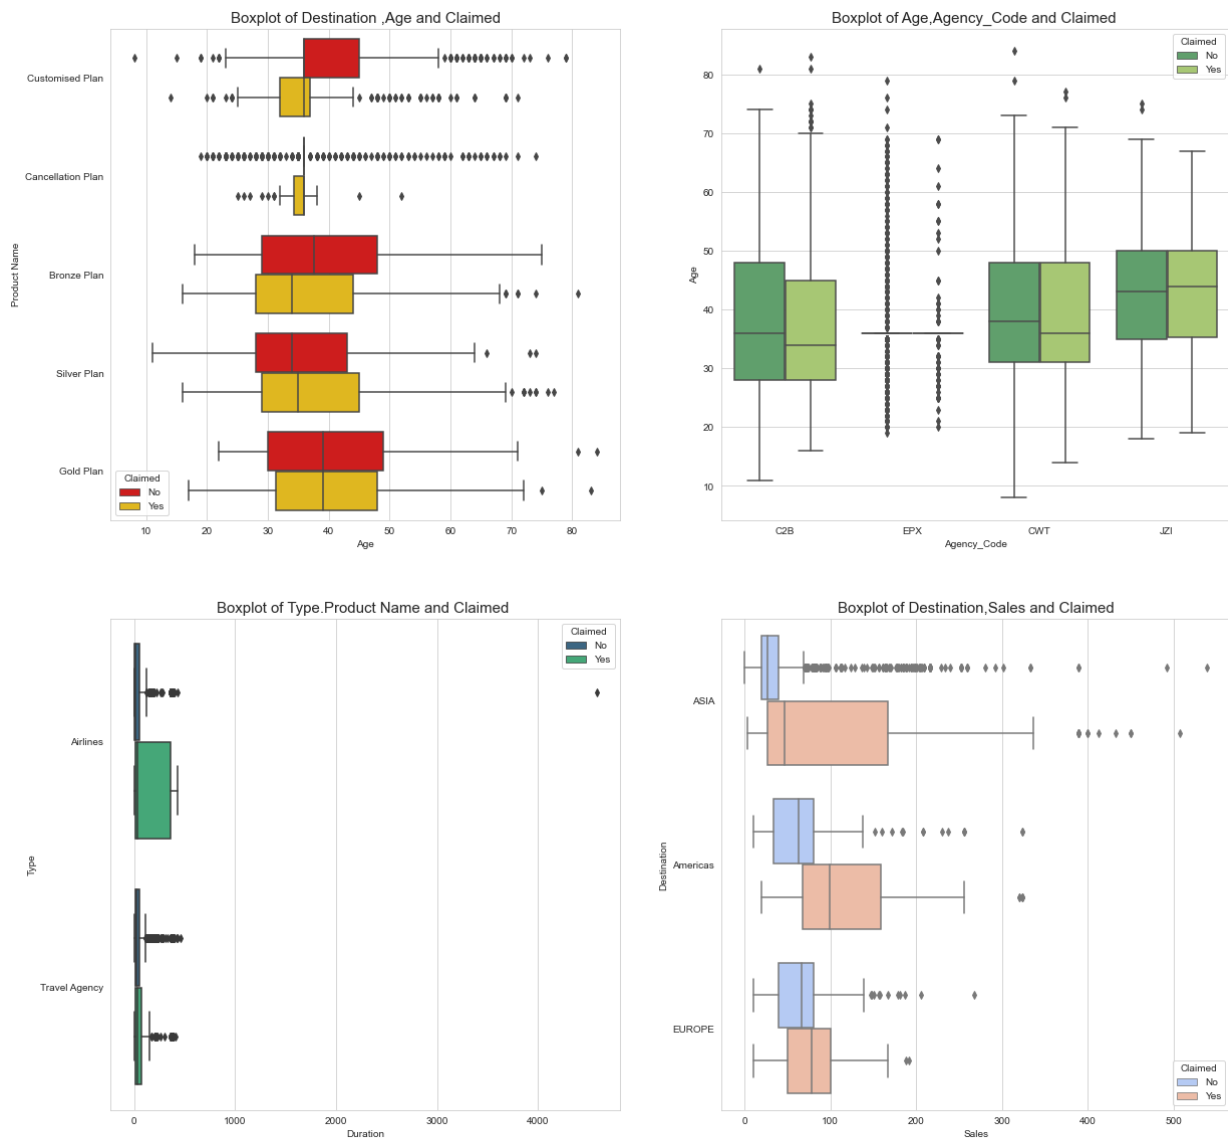 Boxplot of Destination ,Age and Claimed
Product Name
Customised Plan
Cancellation Plan
Bronze Plan
Silver Plan
Gold Plan
Claimed
No
Yes
10 20 30 40 50 60 70 80
Age
Boxplot of Age,Agency_Code and Claimed
Claimed
No
Yes
Age
80
70
60
50
40
30
20
10
C2B EPX CWT JZI
Agency_Code
Boxplot of Type.Product Name and Claimed
Claimed
No
Yes
Type
Airlines
Travel Agency
0 1000 2000 3000 4000
Duration
Boxplot of Destination,Sales and Claimed
Destination
ASIA
Americas
EUROPE
Claimed
No
Yes
0 100 200 300 400 500
Sales